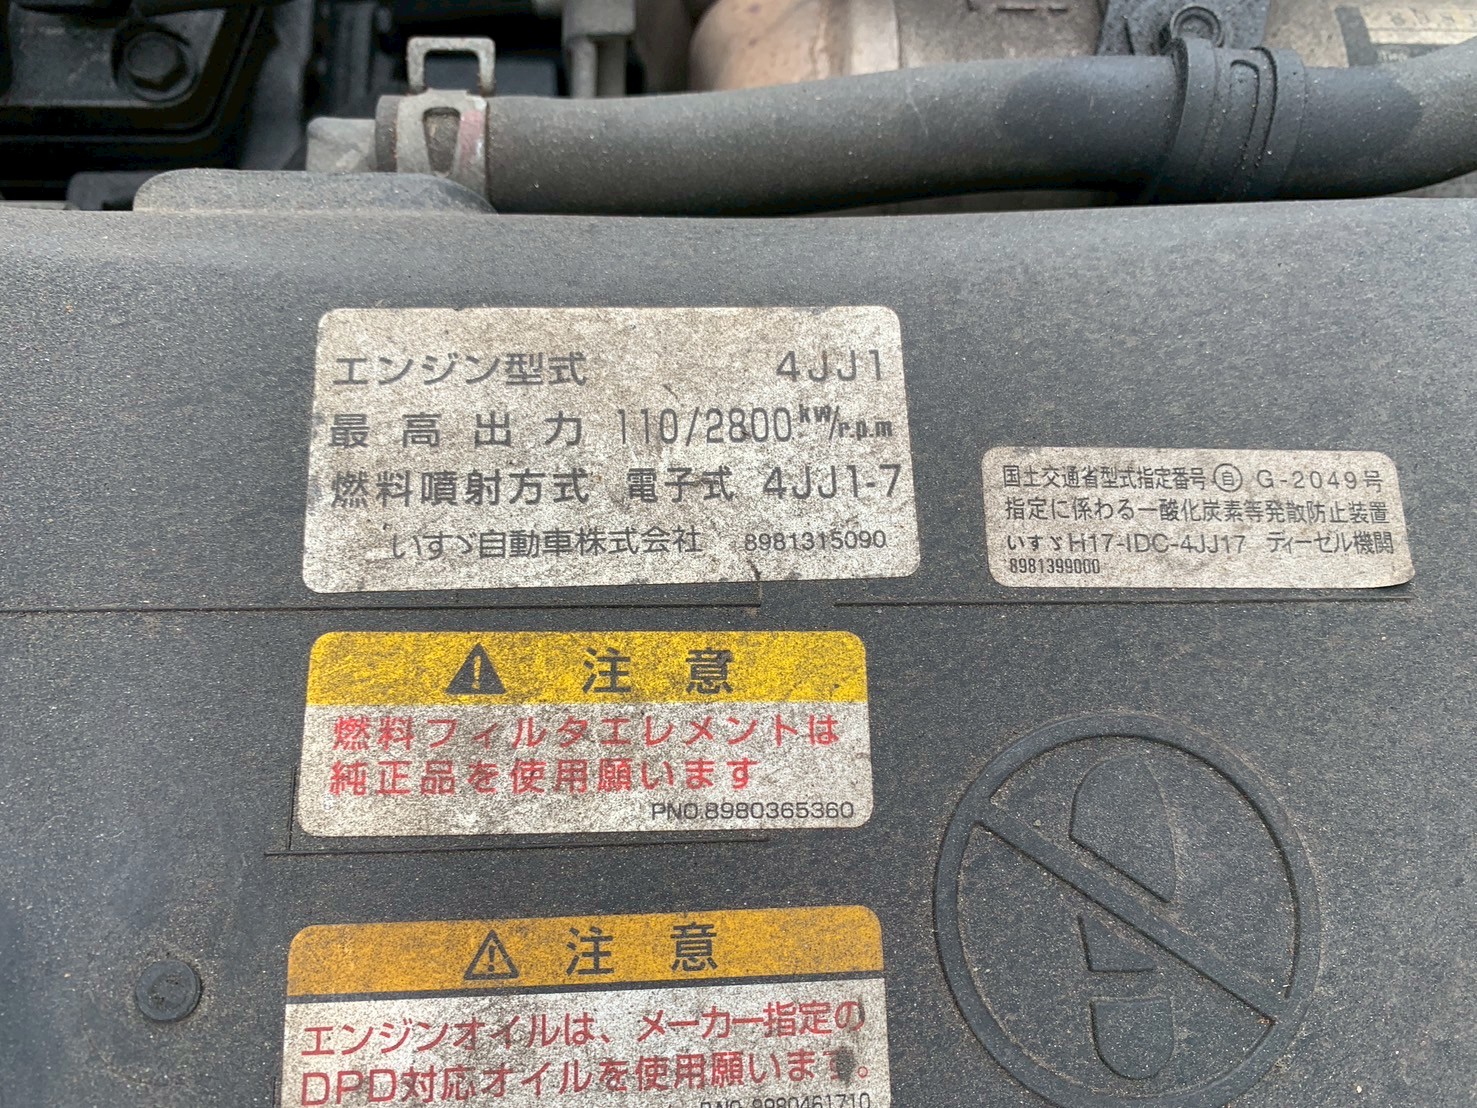 エンジン型式 4JJ1
最高出力 110/2800 kW/r.p.m
燃料噴射方式 電子式 4JJ1-7
いすゞ自動車株式会社 8981315090
国土交通省型式指定番号 自 G-2049号
指定に係わる一酸化炭素等発散防止装置
いすゞH17-IDC-4JJ17 ディーゼル機関
8981399000
注意
燃料フィルタエレメントは
純正品を使用願います
PNO.8980365360
注意
エンジンオイルは、メーカー指定の
DPD対応オイルを使用願います。
PNO.8980461710